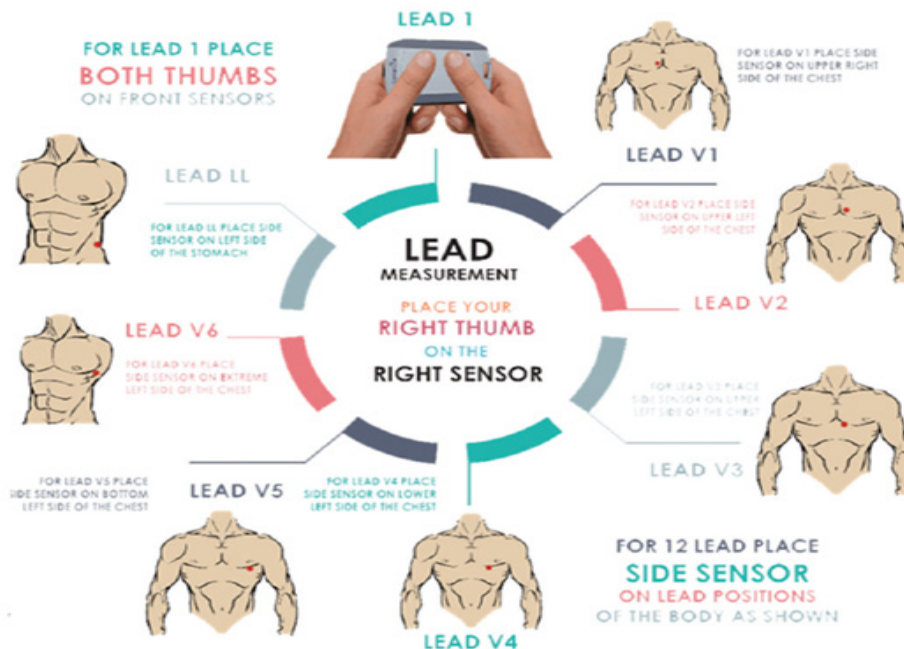 LEAD 1
FOR LEAD 1 PLACE
BOTH THUMBS
ON FRONT SENSORS
FOR LEAD V1 PLACE SIDE
SENSOR ON UPPER RIGHT
SIDE OF THE CHEST
LEAD V1
LEAD LL
FOR LEAD LL PLACE SIDE
SENSOR ON LEFT SIDE
OF THE STOMACH
FOR LEAD V2 PLACE SIDE
SENSOR ON UPPER LEFT
SIDE OF THE CHEST
LEAD V2
LEAD
MEASUREMENT
PLACE YOUR
RIGHT THUMB
ON THE
RIGHT SENSOR
LEAD V6
FOR LEAD V6 PLACE
SIDE SENSOR ON EXTREME
LEFT SIDE OF THE CHEST
FOR LEAD V3 PLACE
SIDE SENSOR ON UPPER
LEFT SIDE OF THE CHEST
LEAD V3
FOR LEAD V5 PLACE
SIDE SENSOR ON BOTTOM
LEFT SIDE OF THE CHEST
LEAD V5
FOR LEAD V4 PLACE
SIDE SENSOR ON LOWER
LEFT SIDE OF THE CHEST
LEAD V4
FOR 12 LEAD PLACE
SIDE SENSOR
ON LEAD POSITIONS
OF THE BODY AS SHOWN